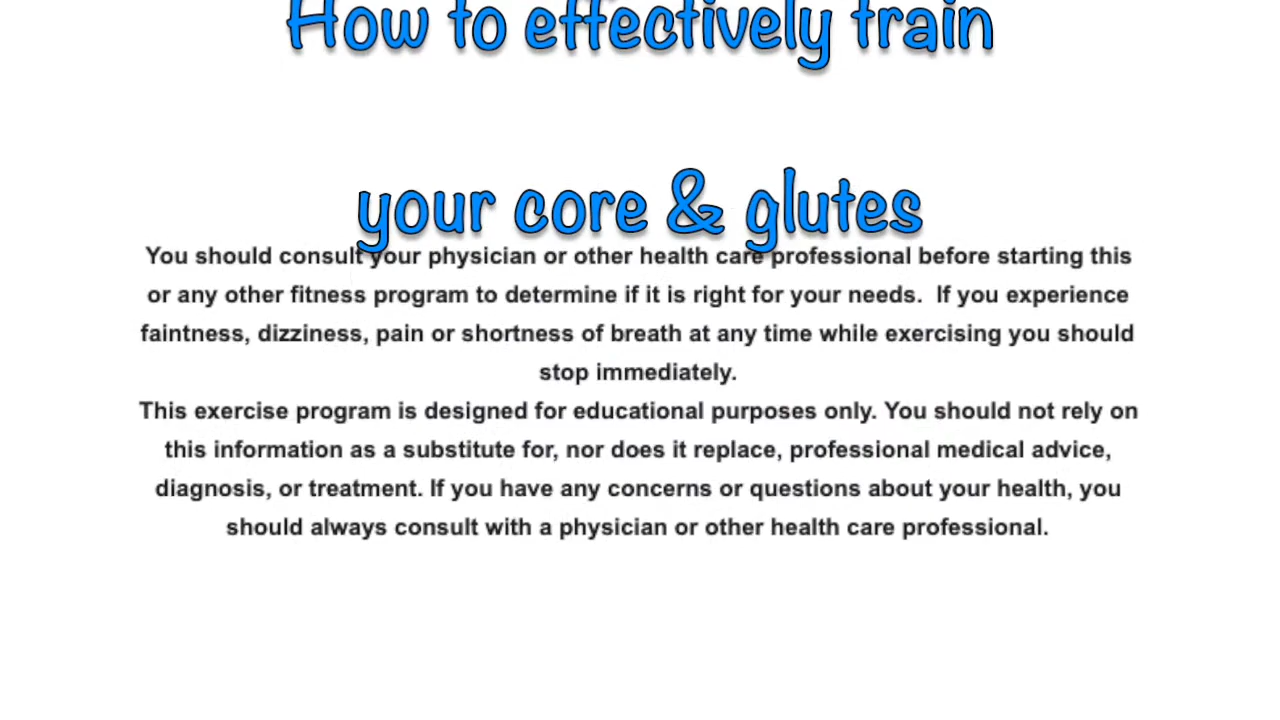 How to effectively train
your core & glutes
You should consult your physician or other health care professional before starting this
or any other fitness program to determine if it is right for your needs.  If you experience
faintness, dizziness, pain or shortness of breath at any time while exercising you should
stop immediately.
This exercise program is designed for educational purposes only. You should not rely on
this information as a substitute for, nor does it replace, professional medical advice,
diagnosis, or treatment. If you have any concerns or questions about your health, you
should always consult with a physician or other health care professional.